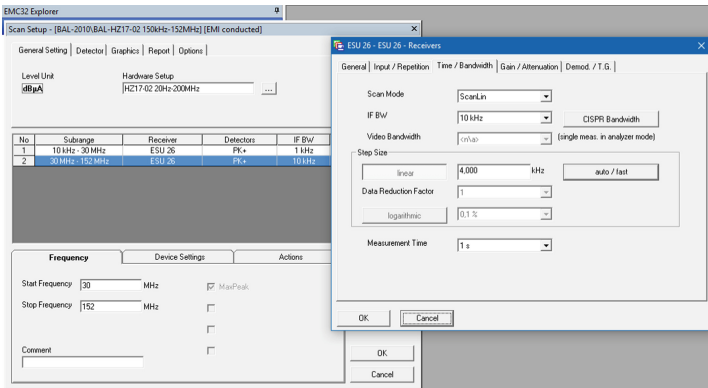 EMC32 Explorer
Scan Setup - [BAL-2010\BAL-HZ17-02 150kHz-152MHz] [EMI conducted]
General Setting Detector Graphics Report Options
Level Unit Hardware Setup
dBµA HZ17-02 20Hz-200MHz ...
No Subrange Receiver Detectors IF BW
1 10 kHz - 30 MHz ESU 26 PK+ 1 kHz
2 30 MHz - 152 MHz ESU 26 PK+ 10 kHz
Frequency Device Settings Actions
Start Frequency 30 MHz MaxPeak
Stop Frequency 152 MHz
Comment
OK
Cancel
ESU 26 - ESU 26 - Receivers
General Input / Repetition Time / Bandwidth Gain / Attenuation Demod. / T.G.
Scan Mode ScanLin
IF BW 10 kHz CISPR Bandwidth
Video Bandwidth <n\a> (single meas. in analyzer mode)
Step Size
linear 4,000 kHz auto / fast
Data Reduction Factor 1
logarithmic 0,1 %
Measurement Time 1 s
OK Cancel